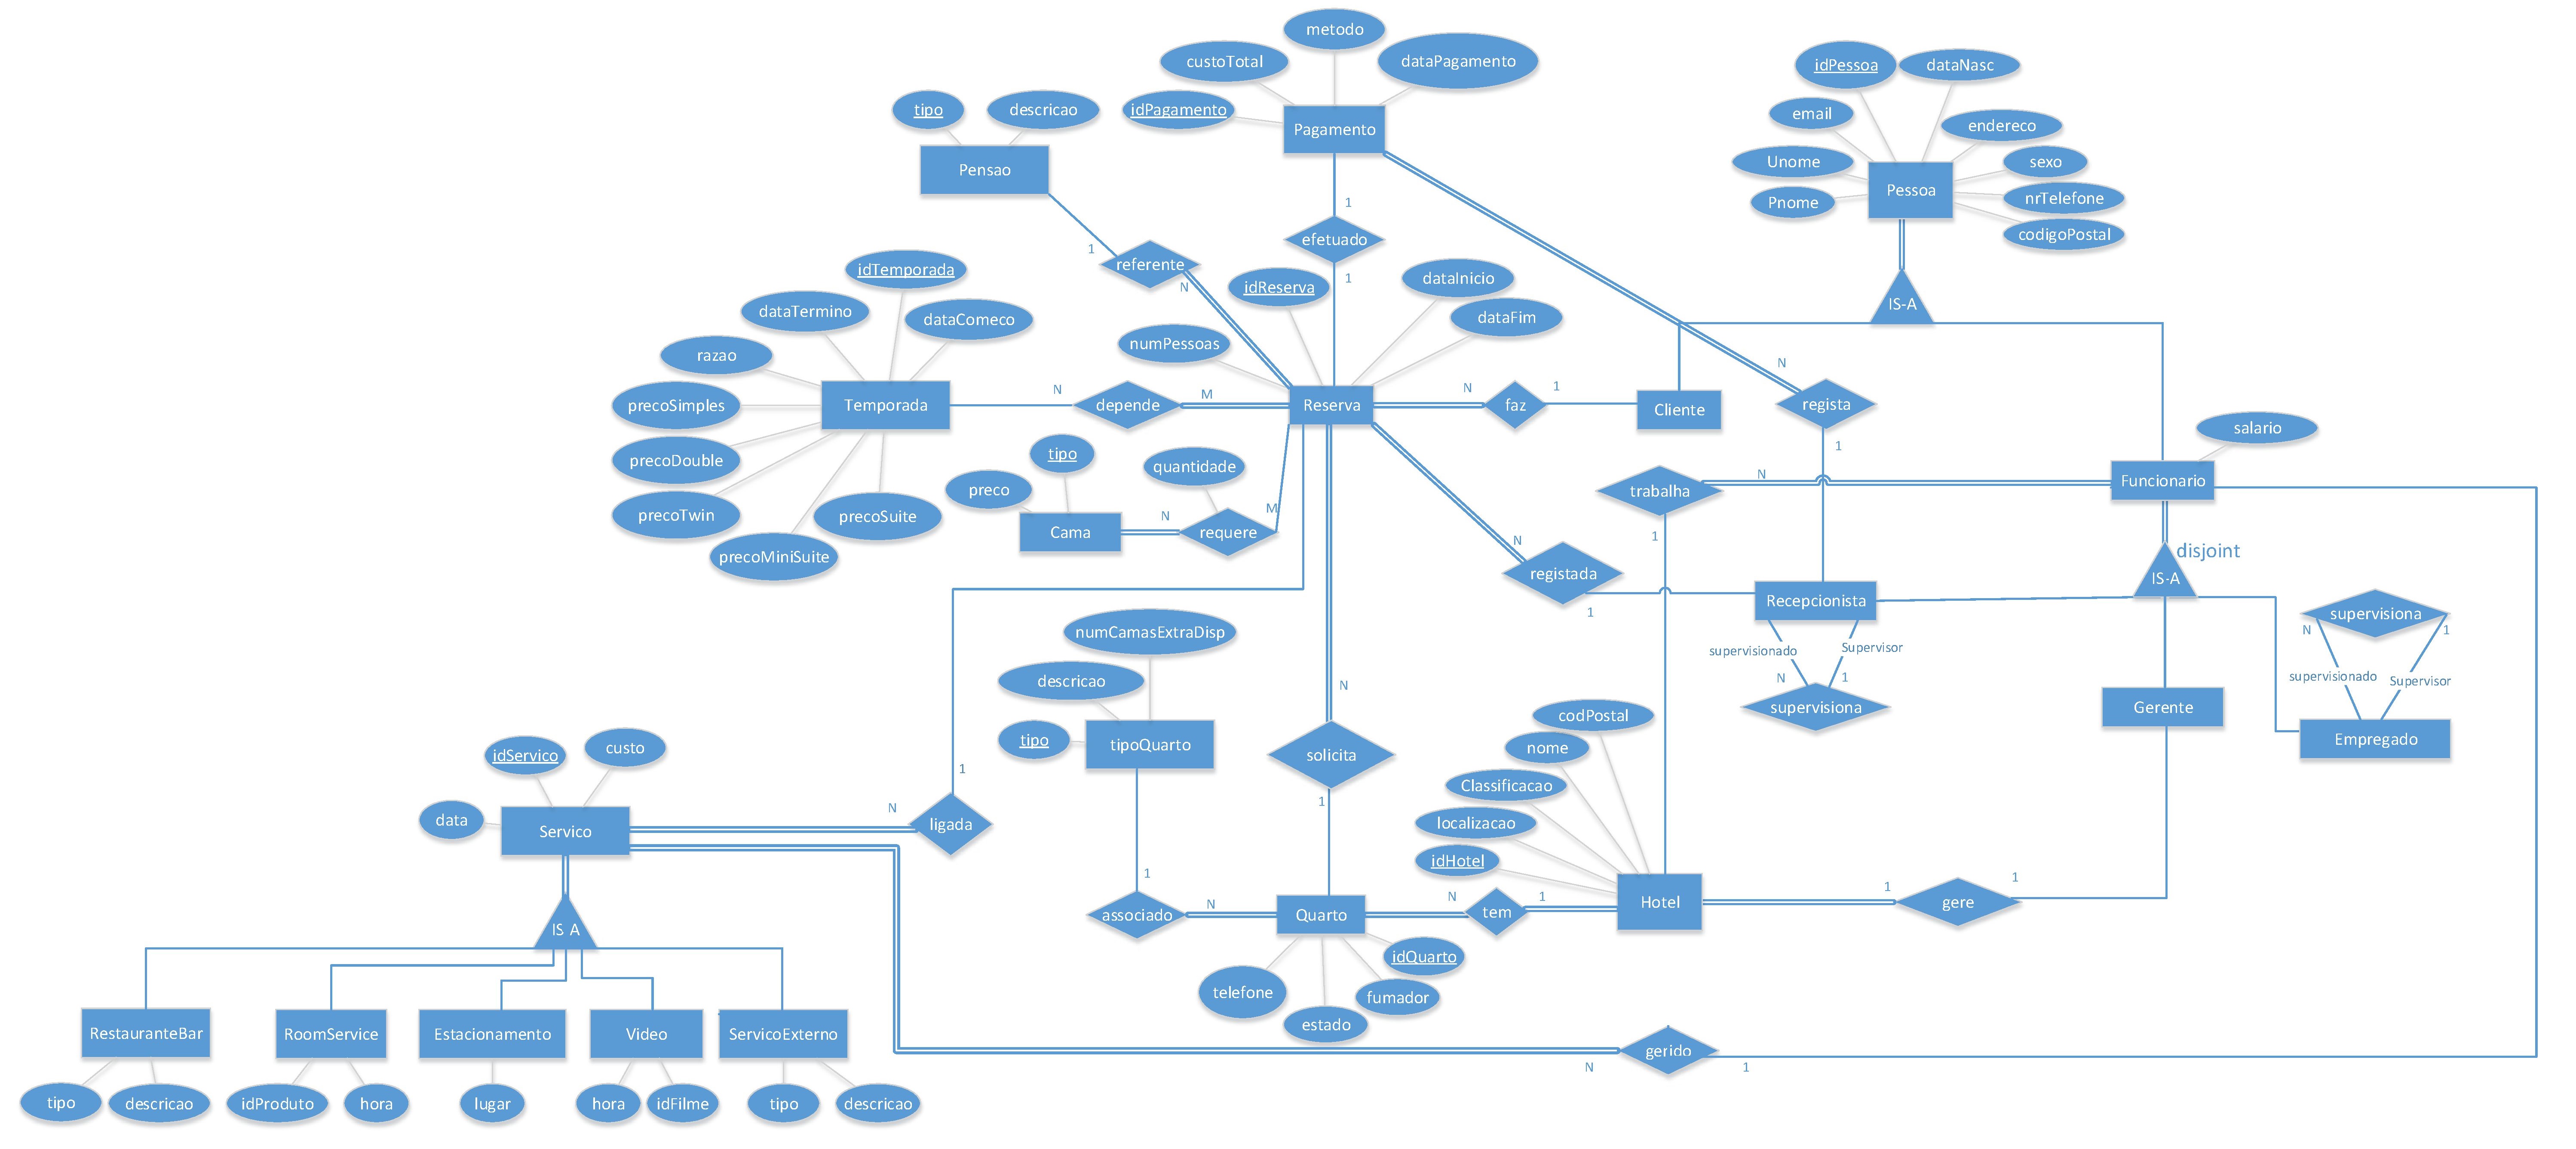 metodo
custoTotal
dataPagamento
idPagamento
Pagamento
tipo
descricao
Pensao
idPessoa
dataNasc
email
endereco
Unome
sexo
Pnome
nrTelefone
codigoPostal
Pessoa
1
efetuado
1
1
referente
N
IS-A
idTemporada
dataTermino
dataComeco
razao
precoSimples
precoDouble
precoTwin
precoMiniSuite
precoSuite
Temporada
N
depende
M
idReserva
dataInicio
dataFim
numPessoas
Reserva
N
faz
1
Cliente
N
regista
1
salario
Funcionario
N
trabalha
1
tipo
preco
quantidade
Cama
N
requere
M
N
registada
1
Recepcionista
disjoint
IS-A
supervisionado
Supervisor
N
1
supervisiona
supervisiona
N
1
supervisionado
Supervisor
Empregado
Gerente
numCamasExtraDisp
descricao
tipo
tipoQuarto
N
solicita
1
codPostal
nome
Classificacao
localizacao
idHotel
Hotel
1
gere
1
idServico
custo
data
Servico
N
ligada
1
1
associado
N
Quarto
N
tem
1
idQuarto
telefone
fumador
estado
IS A
RestauranteBar
RoomService
Estacionamento
Video
ServicoExterno
tipo
descricao
idProduto
hora
lugar
hora
idFilme
tipo
descricao
N
gerido
1